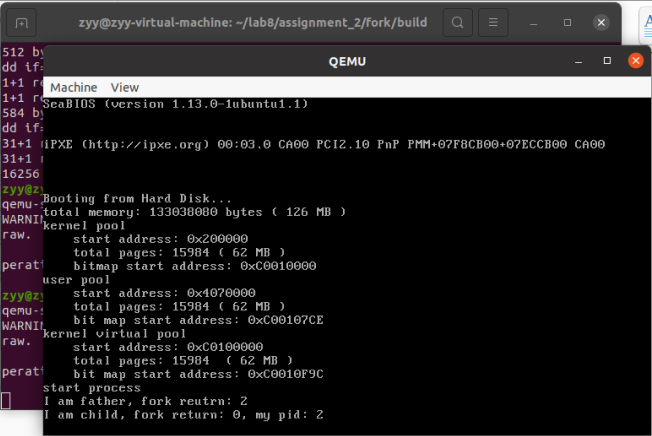 zyy@zyy-virtual-machine: ~/lab8/assignment_2/fork/build
512 by
dd if=
1+1 re
1+1 re
584 by
dd if=
31+1
31+1
16256
zyy@zy
qemu-s
WARNIN
raw.
peratt
zyy@zy
qemu-s
WARNIN
raw.
peratt
QEMU
Machine View
SeaBIOS (version 1.13.0-1ubuntu1.1)
iPXE (http://ipxe.org) 00:03.0 CA00 PCI2.10 PnP PMM+07F8CB00+07ECCB00 CA00
Booting from Hard Disk...
total memory: 133038080 bytes ( 126 MB )
kernel pool
start address: 0x200000
total pages: 15984 ( 62 MB )
bitmap start address: 0xC0010000
user pool
start address: 0x4070000
total pages: 15984 ( 62 MB )
bit map start address: 0xC00107CE
kernel virtual pool
start address: 0xC0100000
total pages: 15984  ( 62 MB )
bit map start address: 0xC0010F9C
start process
I am father, fork reutrn: 2
I am child, fork return: 0, my pid: 2